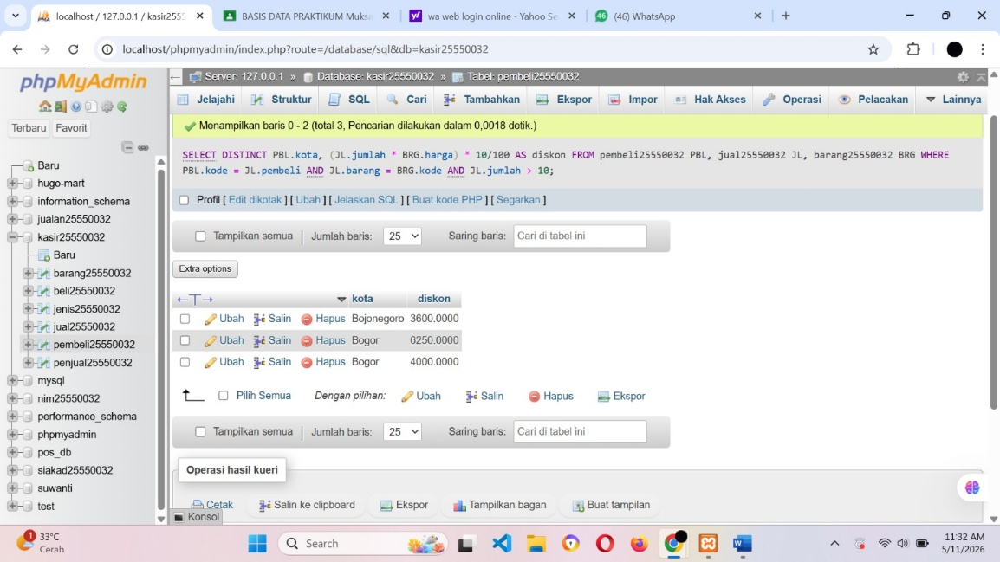 localhost / 127.0.0.1 / kasir2555
BASIS DATA PRAKTIKUM Muksa
wa web login online - Yahoo Se
46
(46) WhatsApp
localhost/phpmyadmin/index.php?route=/database/sql&db=kasir25550032
phpMyAdmin
Terbaru
Favorit
Baru
hugo-mart
information_schema
jualan25550032
kasir25550032
Baru
barang25550032
beli25550032
jenis25550032
jual25550032
pembeli25550032
penjual25550032
mysql
nim25550032
performance_schema
phpmyadmin
pos_db
siakad25550032
suwanti
test
Server: 127.0.0.1 » Database: kasir25550032 » Tabel: pembeli25550032
Jelajahi
Struktur
SQL
Cari
Tambahkan
Ekspor
Impor
Hak Akses
Operasi
Pelacakan
Lainnya
Menampilkan baris 0 - 2 (total 3, Pencarian dilakukan dalam 0,0018 detik.)
SELECT DISTINCT PBL.kota, (JL.jumlah * BRG.harga) * 10/100 AS diskon FROM pembeli25550032 PBL, jual25550032 JL, barang25550032 BRG WHERE
PBL.kode = JL.pembeli AND JL.barang = BRG.kode AND JL.jumlah > 10;
Profil [ Edit dikotak ] [ Ubah ] [ Jelaskan SQL ] [ Buat kode PHP ] [ Segarkan ]
Tampilkan semua | Jumlah baris: 25 Saring baris: Cari di tabel ini
Extra options
←T→ kota diskon
Ubah Salin Hapus Bojonegoro 3600.0000
Ubah Salin Hapus Bogor 6250.0000
Ubah Salin Hapus Bogor 4000.0000
Pilih Semua Dengan pilihan: Ubah Salin Hapus Ekspor
Tampilkan semua | Jumlah baris: 25 Saring baris: Cari di tabel ini
Operasi hasil kueri
Cetak
Salin ke clipboard
Ekspor
Tampilkan bagan
Buat tampilan
Konsol
1
33°C
Cerah
Search
11:32 AM
5/11/2026